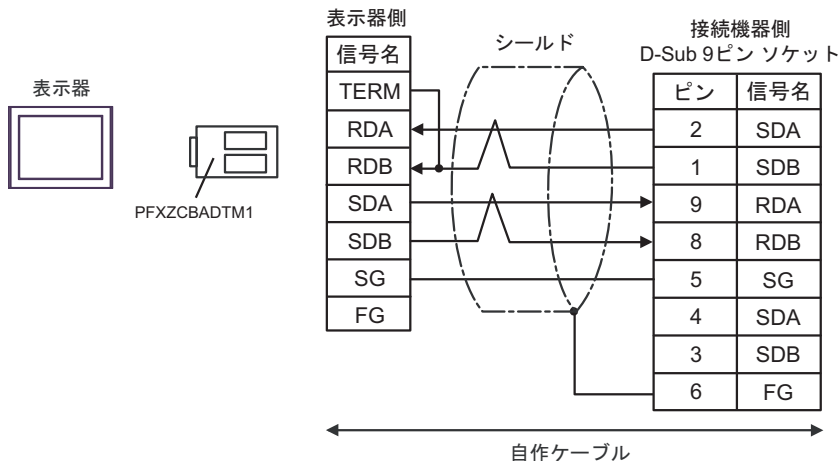 表示器
PFXZCBADTM1
表示器側
信号名
TERM
RDA
RDB
SDA
SDB
SG
FG
シールド
接続機器側
D-Sub 9ピン ソケット
ピン 信号名
2 SDA
1 SDB
9 RDA
8 RDB
5 SG
4 SDA
3 SDB
6 FG
自作ケーブル